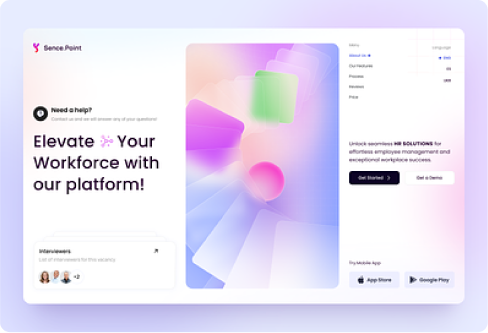 Sence.Point
Need a help?
Contact us and we will answer any of your questions!
Elevate Your
Workforce with
our platform!
Interviewers
List of interviewers for this vacancy
+2
Menu
About Us
Our Features
Process
Reviews
Price
Language
ENG
Unlock seamless HR SOLUTIONS for
effortless employee management and
exceptional workplace success.
Get Started
Get a Demo
Try Mobile App
App Store
Google Play